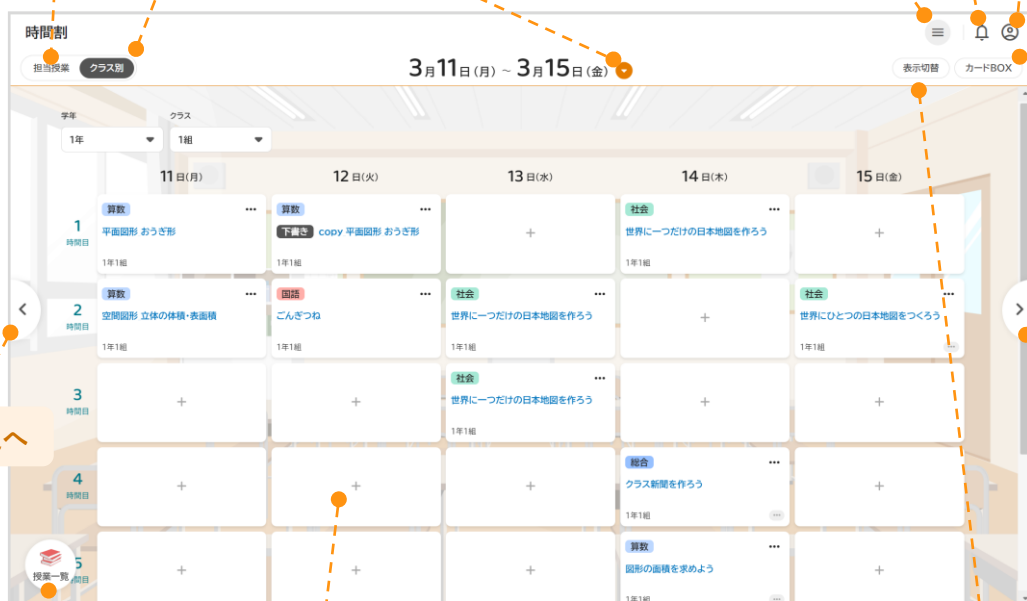 時間割
担当授業 クラス別
3月11日(月) ~ 3月15日(金)
表示切替 カードBOX
学年 クラス
1年 1組
11日(月) 12日(火) 13日(水) 14日(木) 15日(金)
1
時間目
算数
平面図形 おうぎ形
1年1組
算数
下書き copy 平面図形 おうぎ形
1年1組
社会
世界に一つだけの日本地図を作ろう
1年1組
2
時間目
算数
空間図形 立体の体積・表面積
1年1組
国語
ごんぎつね
1年1組
社会
世界に一つだけの日本地図を作ろう
1年1組
社会
世界にひとつの日本地図をつくろう
1年1組
3
時間目
社会
世界に一つだけの日本地図を作ろう
1年1組
へ
4
時間目
総合
クラス新聞を作ろう
1年1組
5
時間目
算数
図形の面積を求めよう
1年1組
授業一覧